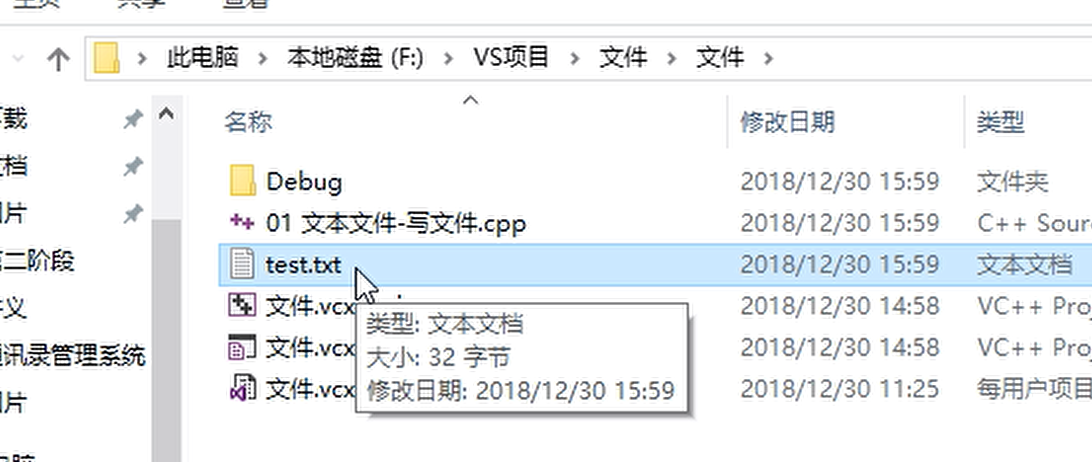 主页 共享 查看
此电脑 本地磁盘 (F:) VS项目 文件 文件
名称 修改日期 类型
Debug 2018/12/30 15:59 文件夹
01 文本文件-写文件.cpp 2018/12/30 15:59 C++ Sour
test.txt 2018/12/30 15:59 文本文档
文件.vcx 2018/12/30 14:58 VC++ Pro
文件.vcx 2018/12/30 14:58 VC++ Pro
文件.vcx 2018/12/30 11:25 每用户项目
类型: 文本文档
大小: 32 字节
修改日期: 2018/12/30 15:59
载
档
片
二阶段
义
讯录管理系统
片